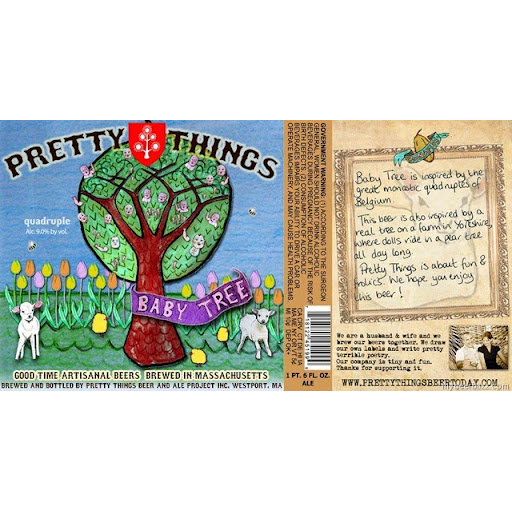 PRETTY THINGS
quadruple
Alc. 9.0% by vol.
BABY TREE
GOOD TIME ARTISANAL BEERS BREWED IN MASSACHUSETTS
BREWED AND BOTTLED BY PRETTY THINGS BEER AND ALE PROJECT INC. WESTPORT, MA
GOVERNMENT WARNING: (1) ACCORDING TO THE SURGEON
GENERAL, WOMEN SHOULD NOT DRINK ALCOHOLIC
BEVERAGES DURING PREGNANCY BECAUSE OF THE RISK OF
BIRTH DEFECTS. (2) CONSUMPTION OF ALCOHOLIC
BEVERAGES IMPAIRS YOUR ABILITY TO DRIVE A CAR OR
OPERATE MACHINERY, AND MAY CAUSE HEALTH PROBLEMS.
1 PT. 6 FL. OZ.
ALE
Baby Tree is inspired by the
great monastic quadruples of
Belgium
This beer is also inspired by a
real tree on a farm in Yorkshire,
where dolls ride in a pear tree
all day long.
Pretty Things is about fun &
frolics. We hope you enjoy
this beer!
We are a husband & wife and we
brew our beers together. We draw
our own labels and write pretty
terrible poetry.
Our company is tiny and fun.
Thanks for supporting it.
WWW.PRETTYTHINGSBEERTODAY.COM